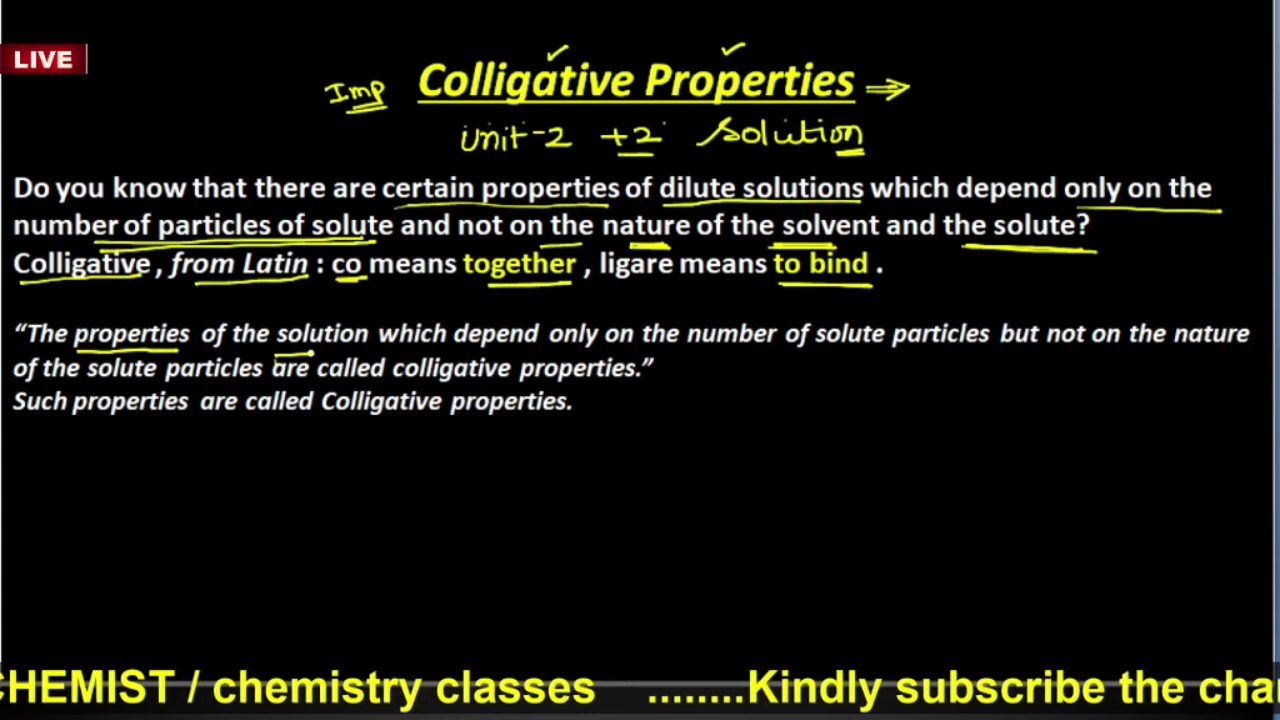 LIVE
Imp Colligative Properties ⇒
Unit-2 +2 Solution
Do you know that there are certain properties of dilute solutions which depend only on the
number of particles of solute and not on the nature of the solvent and the solute?
Colligative , from Latin : co means together , ligare means to bind .
“The properties of the solution which depend only on the number of solute particles but not on the nature
of the solute particles are called colligative properties.”
Such properties are called Colligative properties.
CHEMIST / chemistry classes ........Kindly subscribe the cha